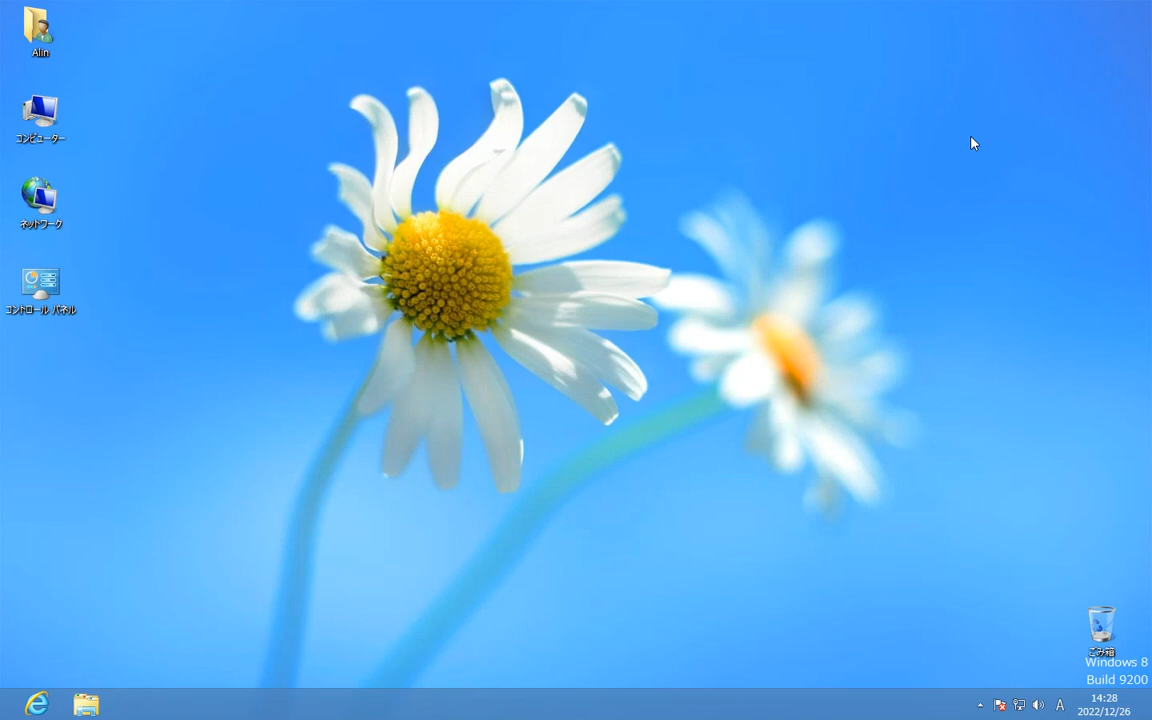 Alin
コンピューター
ネットワーク
コントロール パネル
ごみ箱
Windows 8
Build 9200
A
14:28
2022/12/26